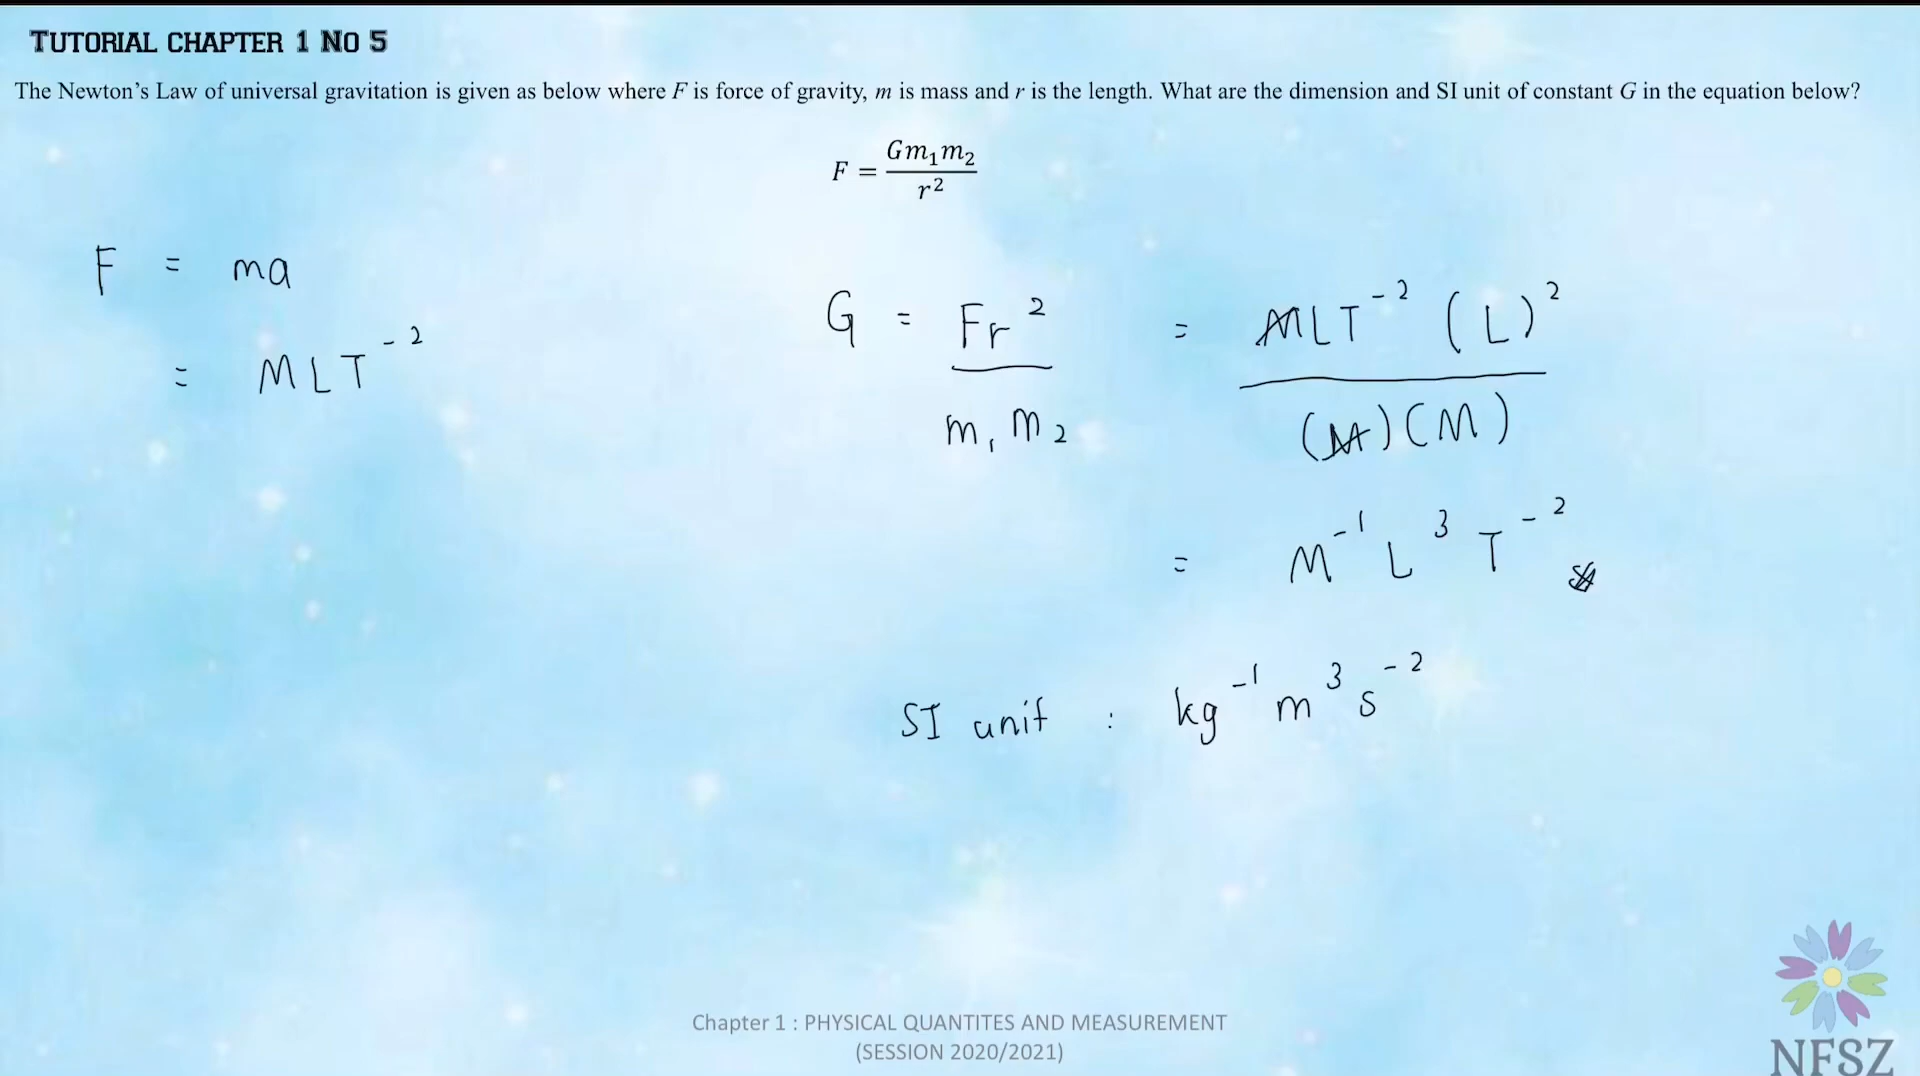 TUTORIAL CHAPTER 1 NO 5
The Newton's Law of universal gravitation is given as below where F is force of gravity, m is mass and r is the length. What are the dimension and SI unit of constant G in the equation below?
F = Gm₁m₂ / r²
F = ma
= MLT⁻²
G = Fr² / m₁m₂ = MLT⁻² (L)² / (M)(M)
= M⁻¹ L³ T⁻²
SI unit : kg⁻¹ m³ s⁻²
Chapter 1 : PHYSICAL QUANTITES AND MEASUREMENT
(SESSION 2020/2021)
NFSZ